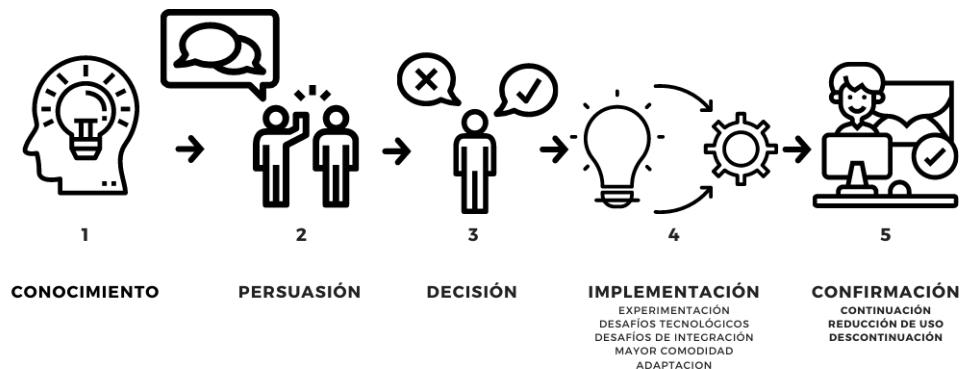 1
2
3
4
5
CONOCIMIENTO
PERSUASIÓN
DECISIÓN
IMPLEMENTACIÓN
EXPERIMENTACIÓN
DESAFÍOS TECNOLÓGICOS
DESAFÍOS DE INTEGRACIÓN
MAYOR COMODIDAD
ADAPTACION
CONFIRMACIÓN
CONTINUACIÓN
REDUCCIÓN DE USO
DESCONTINUACIÓN